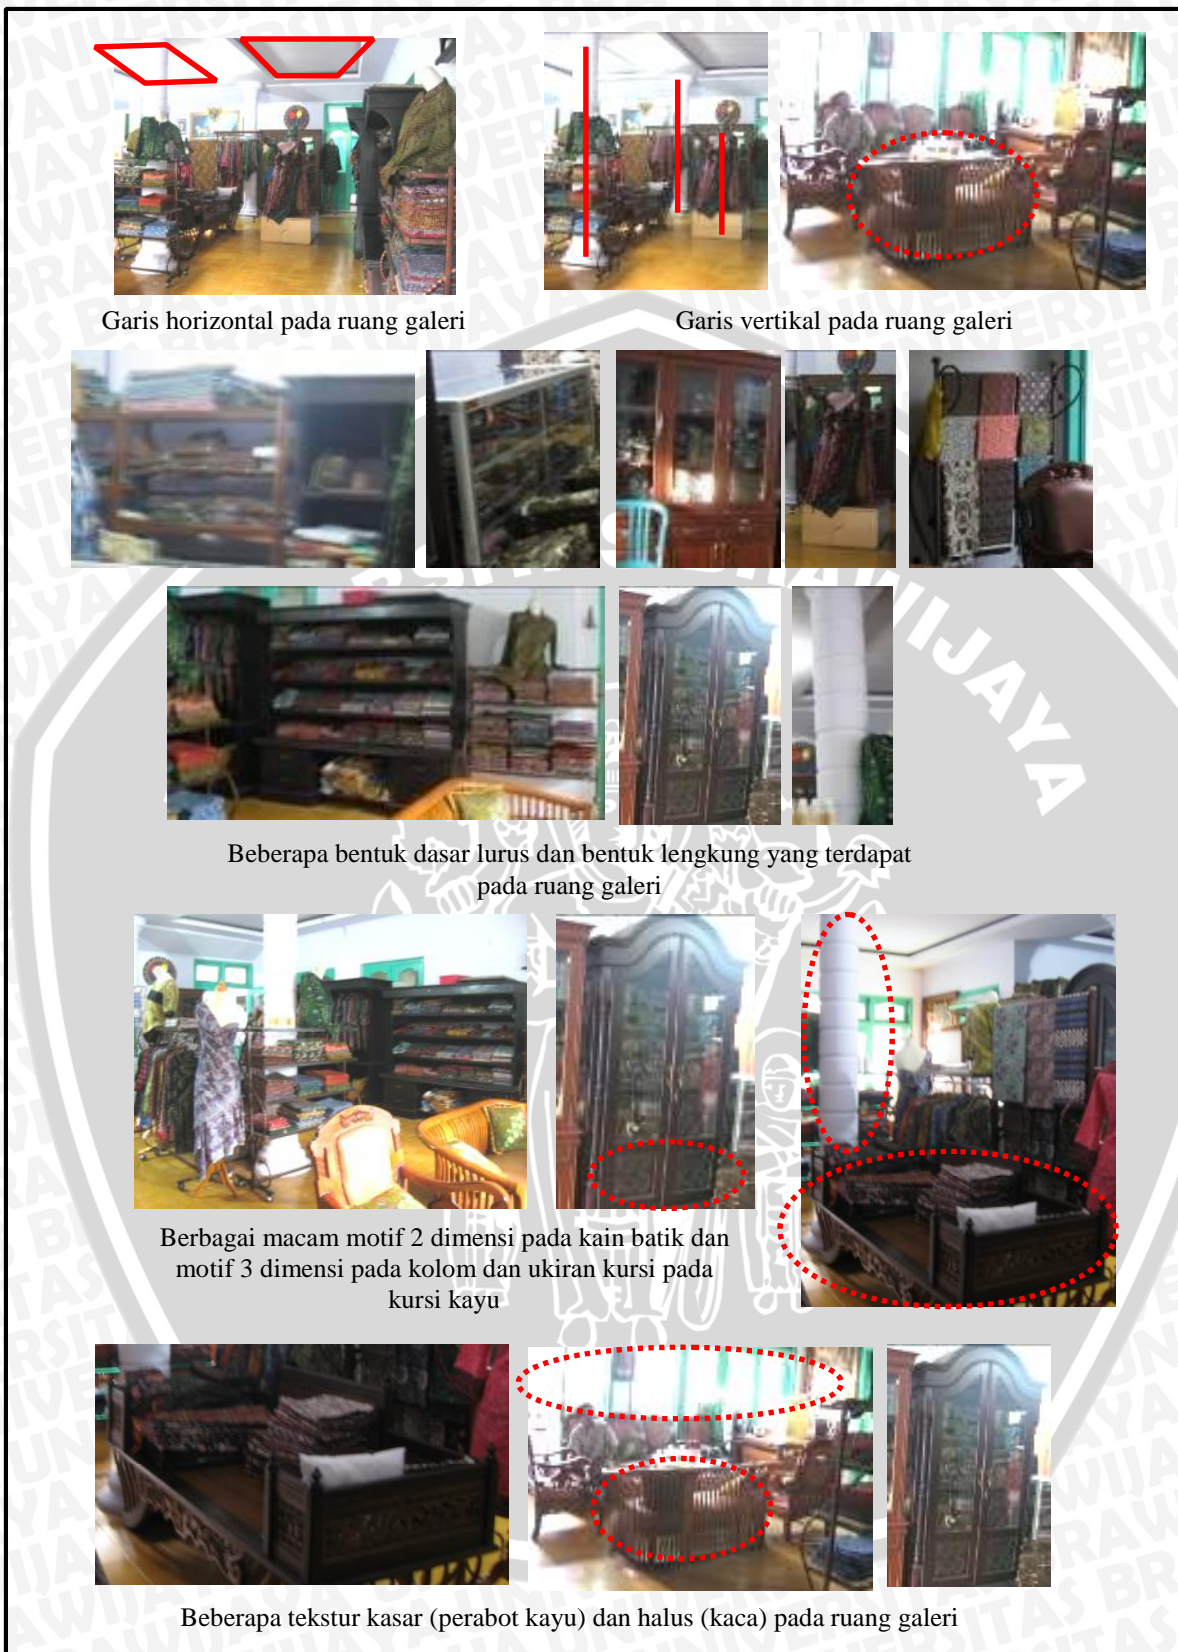 Garis horizontal pada ruang galeri
Garis vertikal pada ruang galeri
Beberapa bentuk dasar lurus dan bentuk lengkung yang terdapat
pada ruang galeri
Berbagai macam motif 2 dimensi pada kain batik dan
motif 3 dimensi pada kolom dan ukiran kursi pada
kursi kayu
Beberapa tekstur kasar (perabot kayu) dan halus (kaca) pada ruang galeri